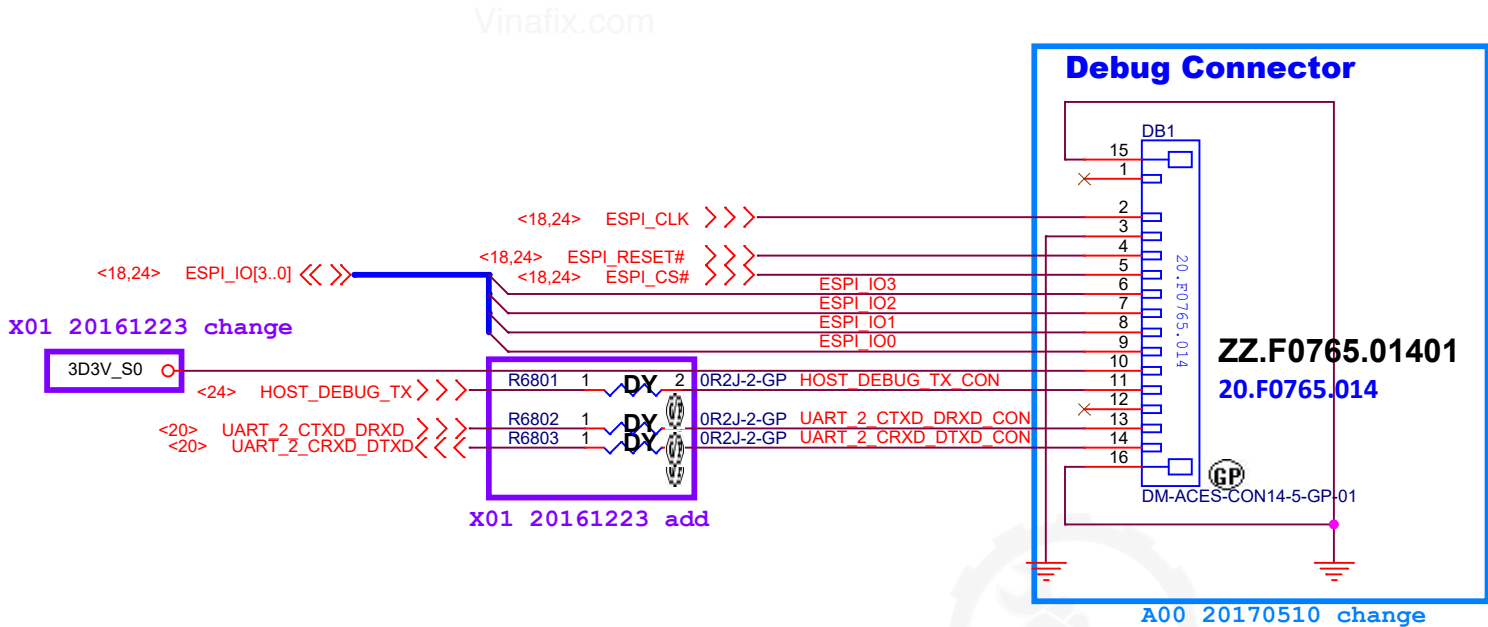 Vinafix.com
Debug Connector
DB1
15
1
<18,24> ESPI_CLK 2
3
<18,24> ESPI_RESET# 4
<18,24> ESPI_CS# 5
<18,24> ESPI_IO[3..0] ESPI_IO3 6
ESPI_IO2 7
ESPI_IO1 8
ESPI_IO0 9
20.F0765.014
X01 20161223 change
3D3V_S0 10
<24> HOST_DEBUG_TX R6801 1 DY 2 0R2J-2-GP HOST_DEBUG_TX_CON 11
12
<20> UART_2_CTXD_DRXD R6802 1 DY 0R2J-2-GP UART_2_CTXD_DRXD_CON 13
<20> UART_2_CRXD_DTXD R6803 1 DY 0R2J-2-GP UART_2_CRXD_DTXD_CON 14
16
ZZ.F0765.01401
20.F0765.014
GP
DM-ACES-CON14-5-GP-01
X01 20161223 add
A00 20170510 change